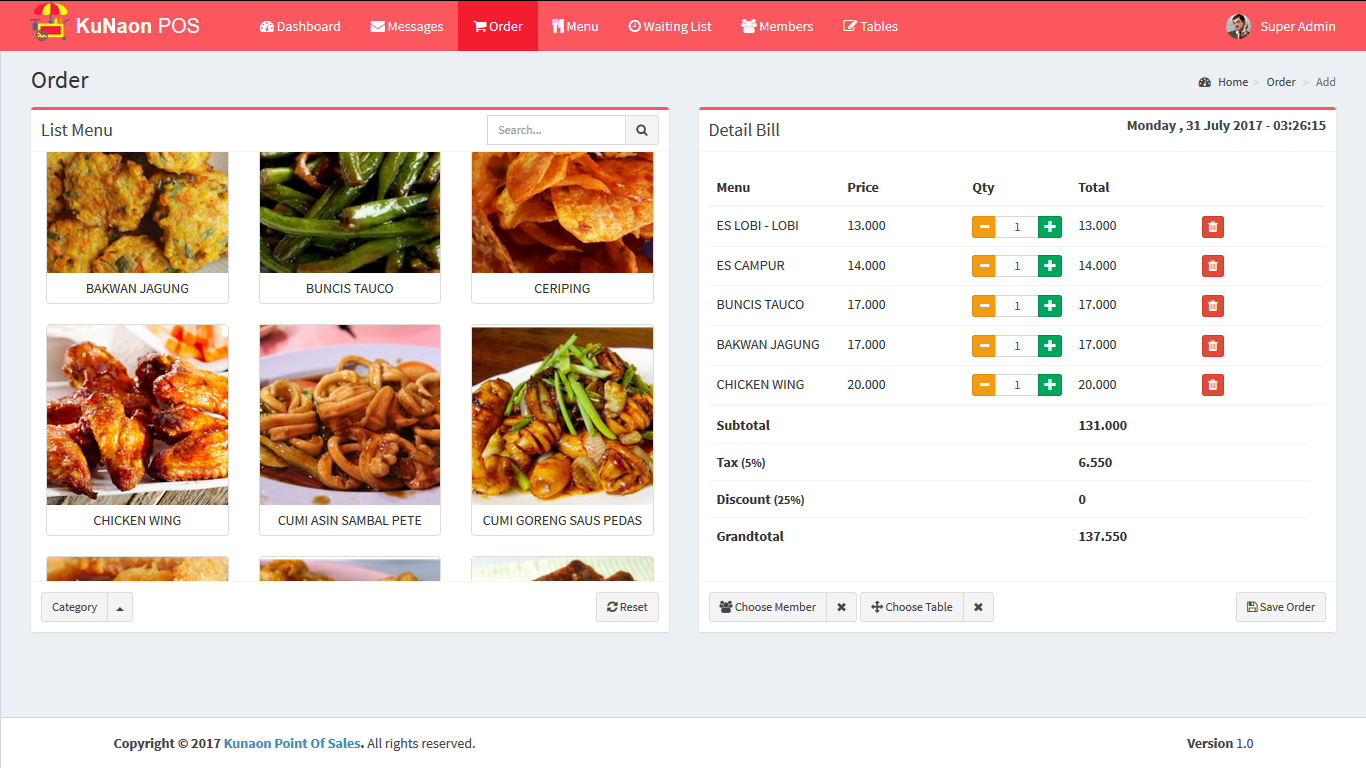 KuNaon POS
Dashboard
Messages
Order
Menu
Waiting List
Members
Tables
Super Admin
Order
Home > Order > Add
List Menu
Search...
BAKWAN JAGUNG
BUNCIS TAUCO
CERIPING
CHICKEN WING
CUMI ASIN SAMBAL PETE
CUMI GORENG SAUS PEDAS
Category
Reset
Detail Bill
Monday , 31 July 2017 - 03:26:15
Menu Price Qty Total
ES LOBI - LOBI 13.000 1 13.000
ES CAMPUR 14.000 1 14.000
BUNCIS TAUCO 17.000 1 17.000
BAKWAN JAGUNG 17.000 1 17.000
CHICKEN WING 20.000 1 20.000
Subtotal 131.000
Tax (5%) 6.550
Discount (25%) 0
Grandtotal 137.550
Choose Member
Choose Table
Save Order
Copyright © 2017 Kunaon Point Of Sales. All rights reserved.
Version 1.0